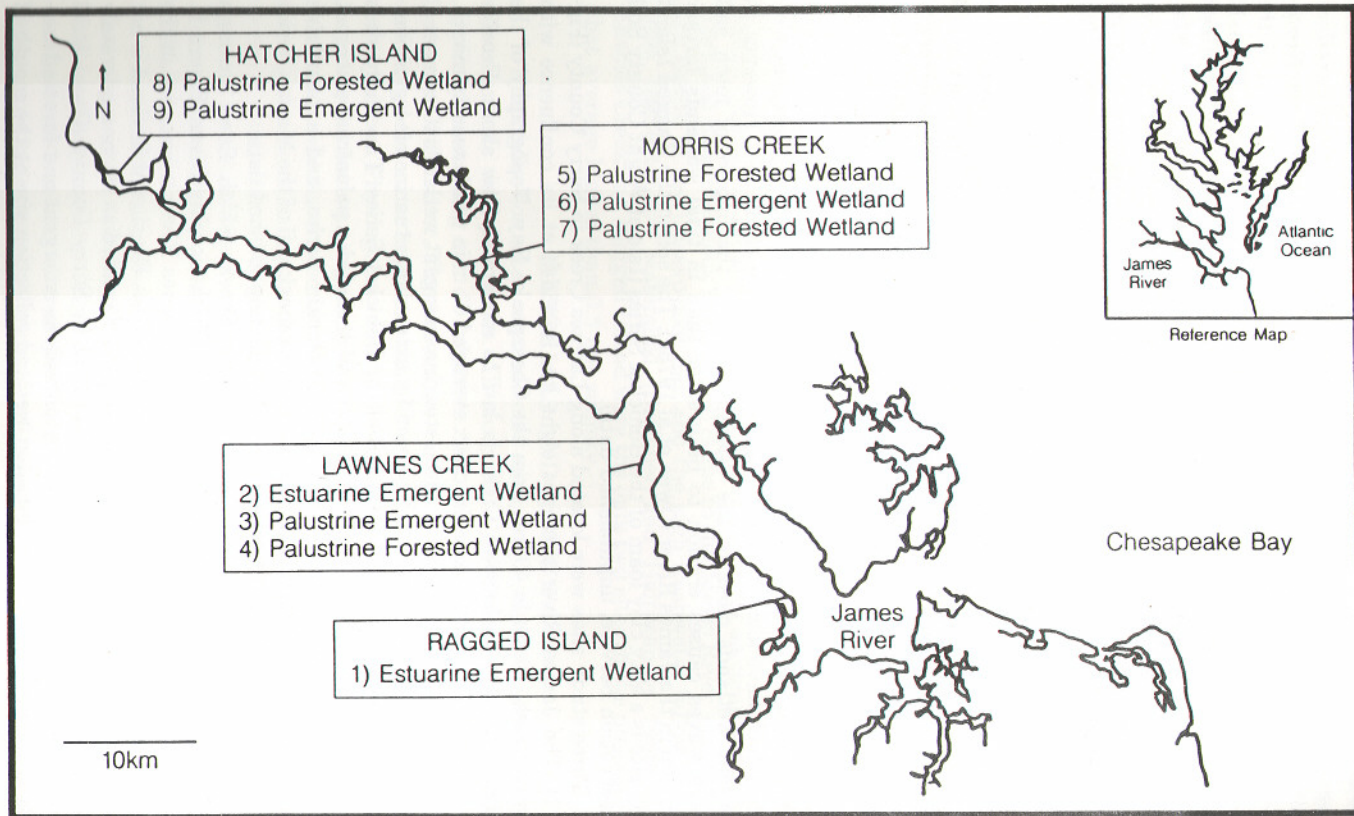 HATCHER ISLAND
8) Palustrine Forested Wetland
9) Palustrine Emergent Wetland
N
MORRIS CREEK
5) Palustrine Forested Wetland
6) Palustrine Emergent Wetland
7) Palustrine Forested Wetland
James
River
Atlantic
Ocean
Reference Map
LAWNES CREEK
2) Estuarine Emergent Wetland
3) Palustrine Emergent Wetland
4) Palustrine Forested Wetland
Chesapeake Bay
James
River
RAGGED ISLAND
1) Estuarine Emergent Wetland
10km